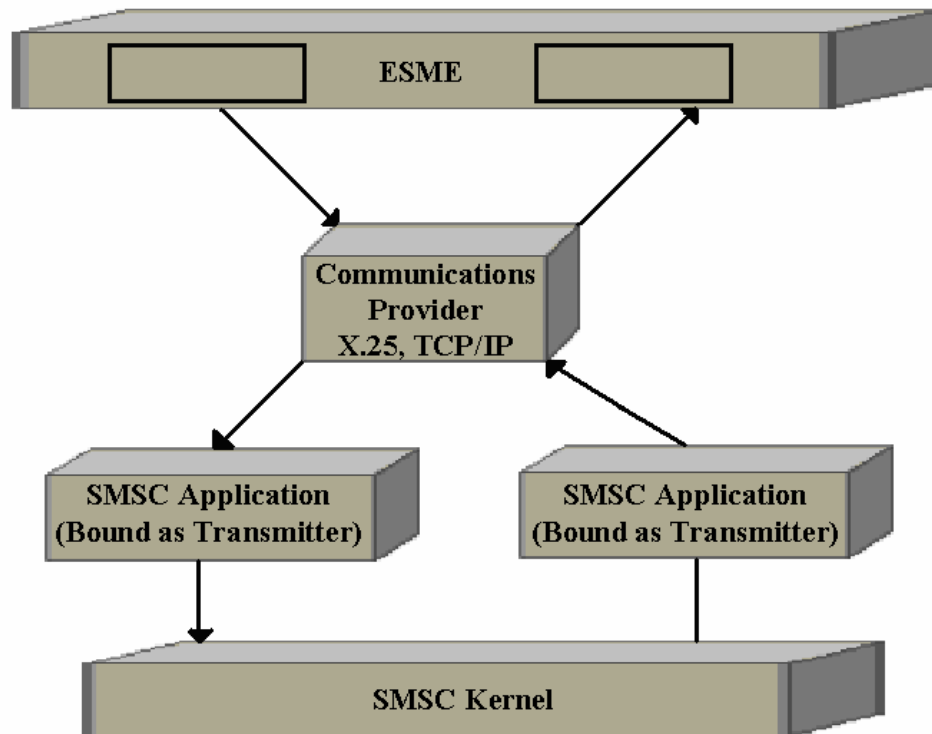 ESME
Communications
Provider
X.25, TCP/IP
SMSC Application
(Bound as Transmitter)
SMSC Application
(Bound as Transmitter)
SMSC Kernel